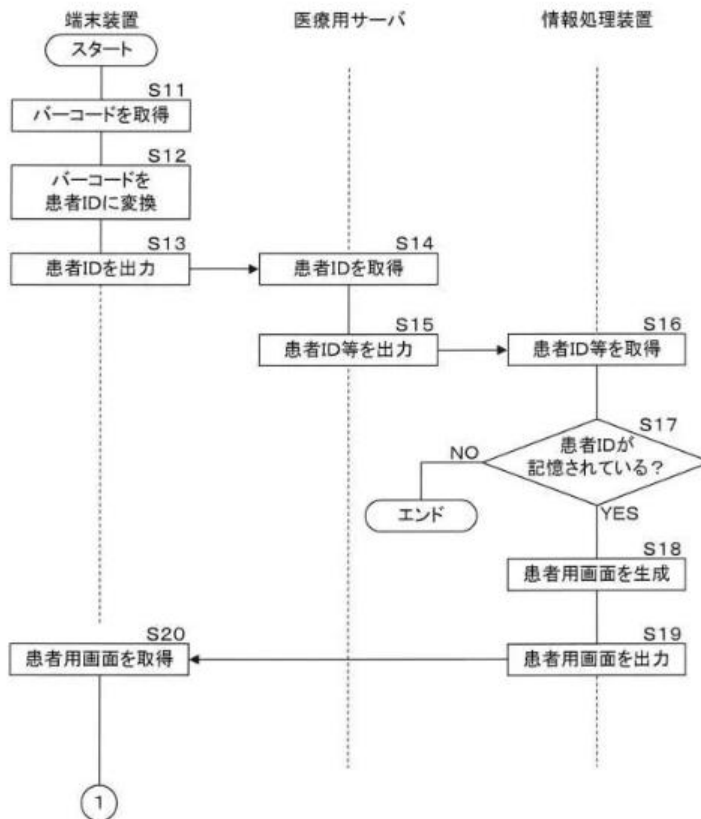 端末装置
医療用サーバ
情報処理装置
スタート
S11
バーコードを取得
S12
バーコードを
患者IDに変換
S13
患者IDを出力
S14
患者IDを取得
S15
患者ID等を出力
S16
患者ID等を取得
S17
患者IDが
記憶されている?
NO
エンド
YES
S18
患者用画面を生成
S19
患者用画面を出力
S20
患者用画面を取得
1